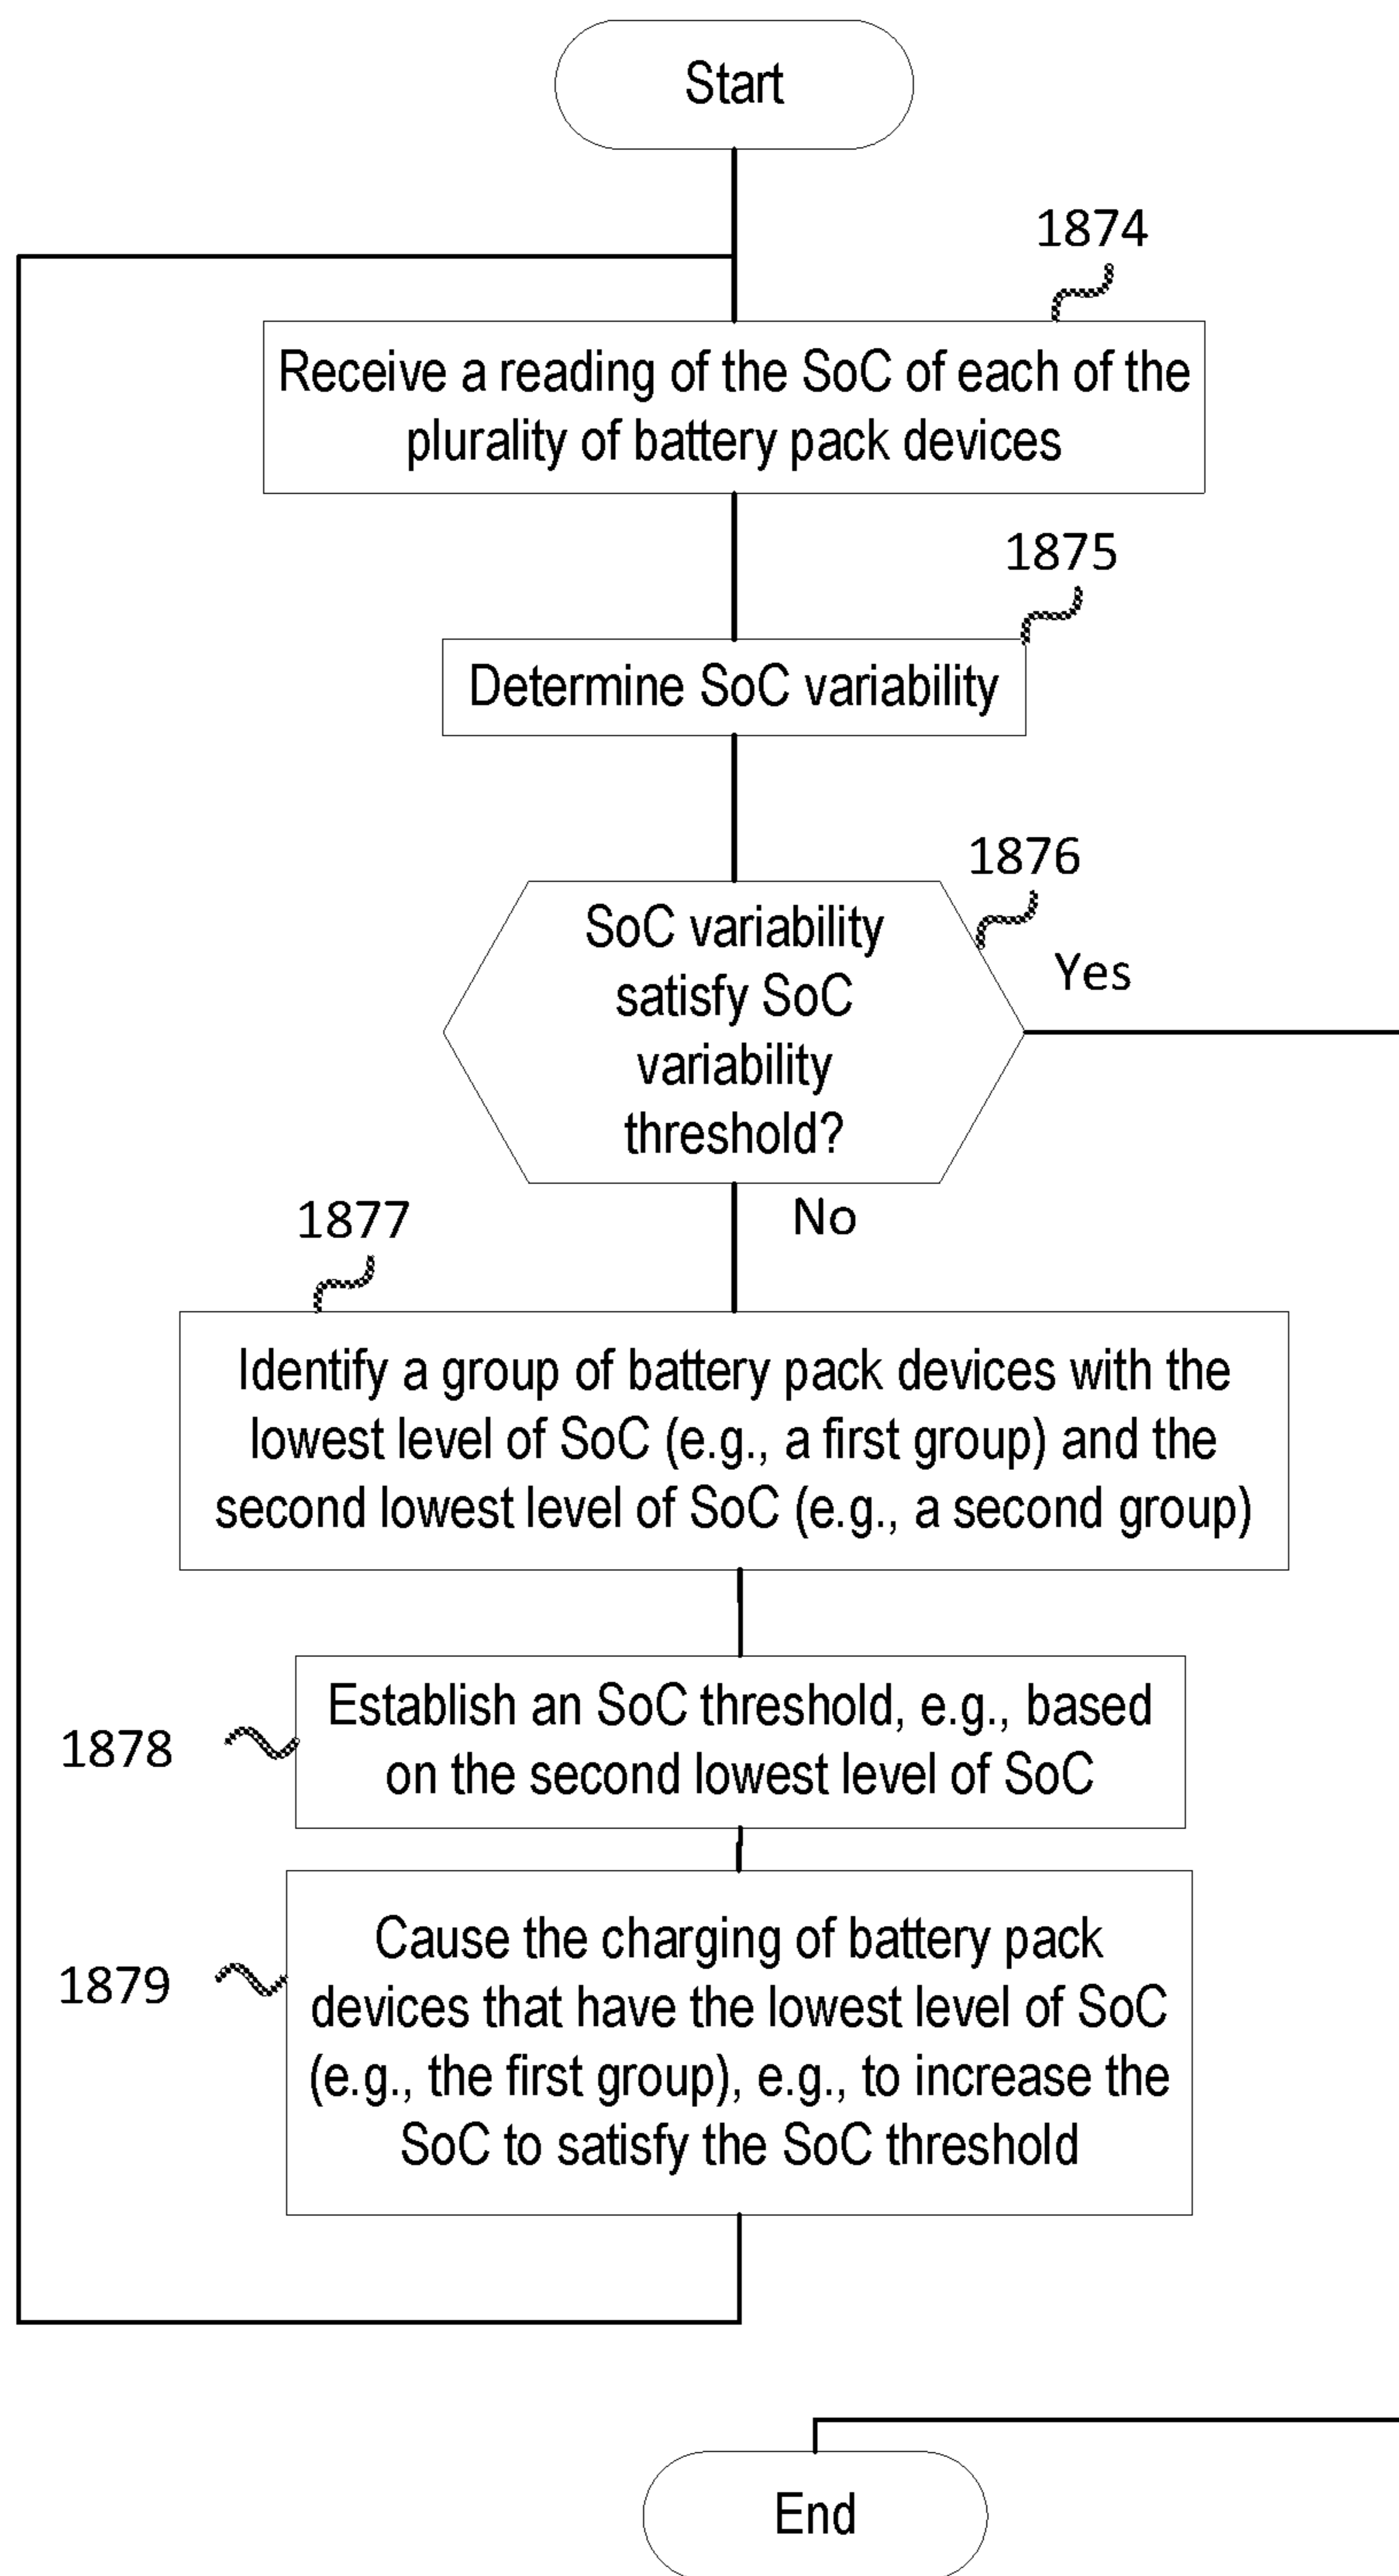 Start
1874
Receive a reading of the SoC of each of the
plurality of battery pack devices
1875
Determine SoC variability
1876
SoC variability
satisfy SoC
variability
threshold?
Yes
No
1877
Identify a group of battery pack devices with the
lowest level of SoC (e.g., a first group) and the
second lowest level of SoC (e.g., a second group)
1878
Establish an SoC threshold, e.g., based
on the second lowest level of SoC
1879
Cause the charging of battery pack
devices that have the lowest level of SoC
(e.g., the first group), e.g., to increase the
SoC to satisfy the SoC threshold
End